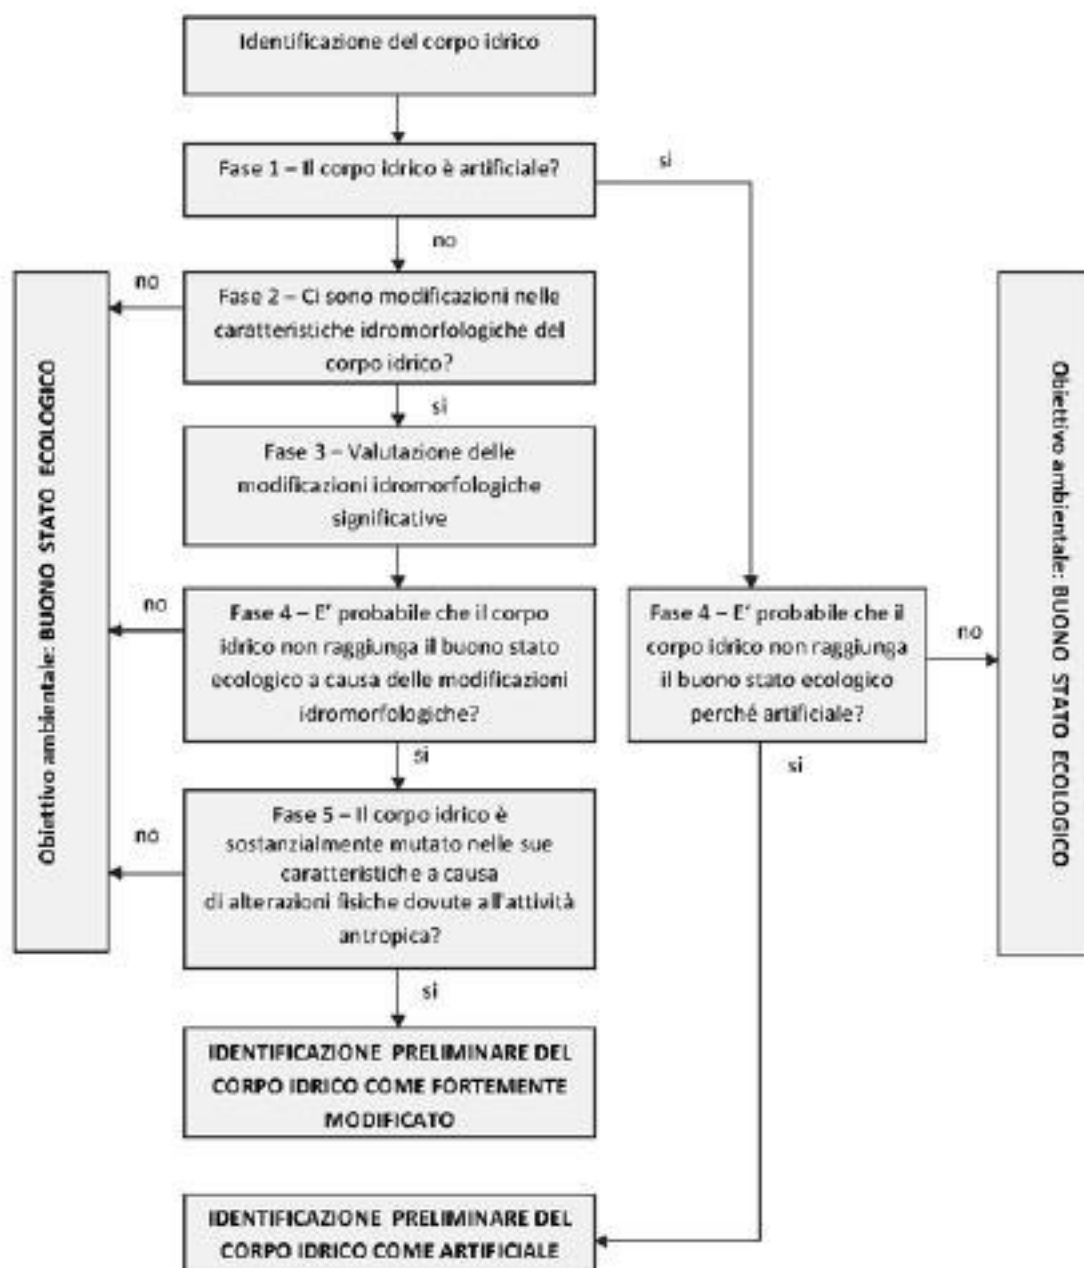 Identificazione del corpo idrico
Fase 1 – Il corpo idrico è artificiale?
si
no
no
Fase 2 – Ci sono modificazioni nelle
caratteristiche idromorfologiche del
corpo idrico?
si
Fase 3 – Valutazione delle
modificazioni idromorfologiche
significative
no
Fase 4 – E' probabile che il corpo
idrico non raggiunga il buono stato
ecologico a causa delle modificazioni
idromorfologiche?
si
Fase 4 – E' probabile che il
corpo idrico non raggiunga
il buono stato ecologico
perché artificiale?
no
si
no
Fase 5 – Il corpo idrico è
sostanzialmente mutato nelle sue
caratteristiche a causa
di alterazioni fisiche dovute all'attività
antropica?
si
Obiettivo ambientale: BUONO STATO ECOLOGICO
Obiettivo ambientale: BUONO STATO ECOLOGICO
IDENTIFICAZIONE PRELIMINARE DEL
CORPO IDRICO COME FORTEMENTE
MODIFICATO
IDENTIFICAZIONE PRELIMINARE DEL
CORPO IDRICO COME ARTIFICIALE